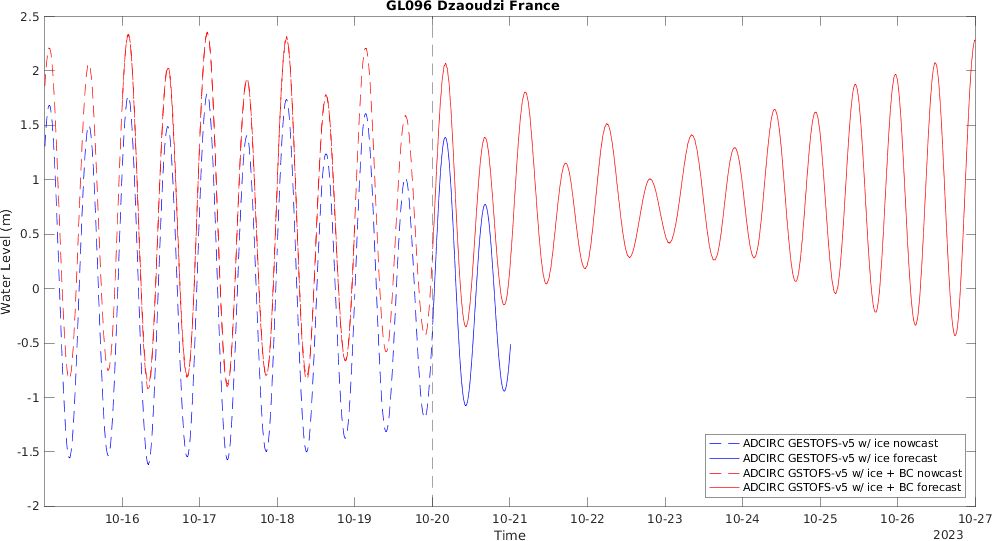 GL096 Dzaoudzi France
Water Level (m)
2.5
2
1.5
1
0.5
0
-0.5
-1
-1.5
-2
ADCIRC GESTOFS-v5 w/ ice nowcast
ADCIRC GESTOFS-v5 w/ ice forecast
ADCIRC GSTOFS-v5 w/ ice + BC nowcast
ADCIRC GSTOFS-v5 w/ ice + BC forecast
10-16 10-17 10-18 10-19 10-20 10-21 10-22 10-23 10-24 10-25 10-26 10-27
Time
2023